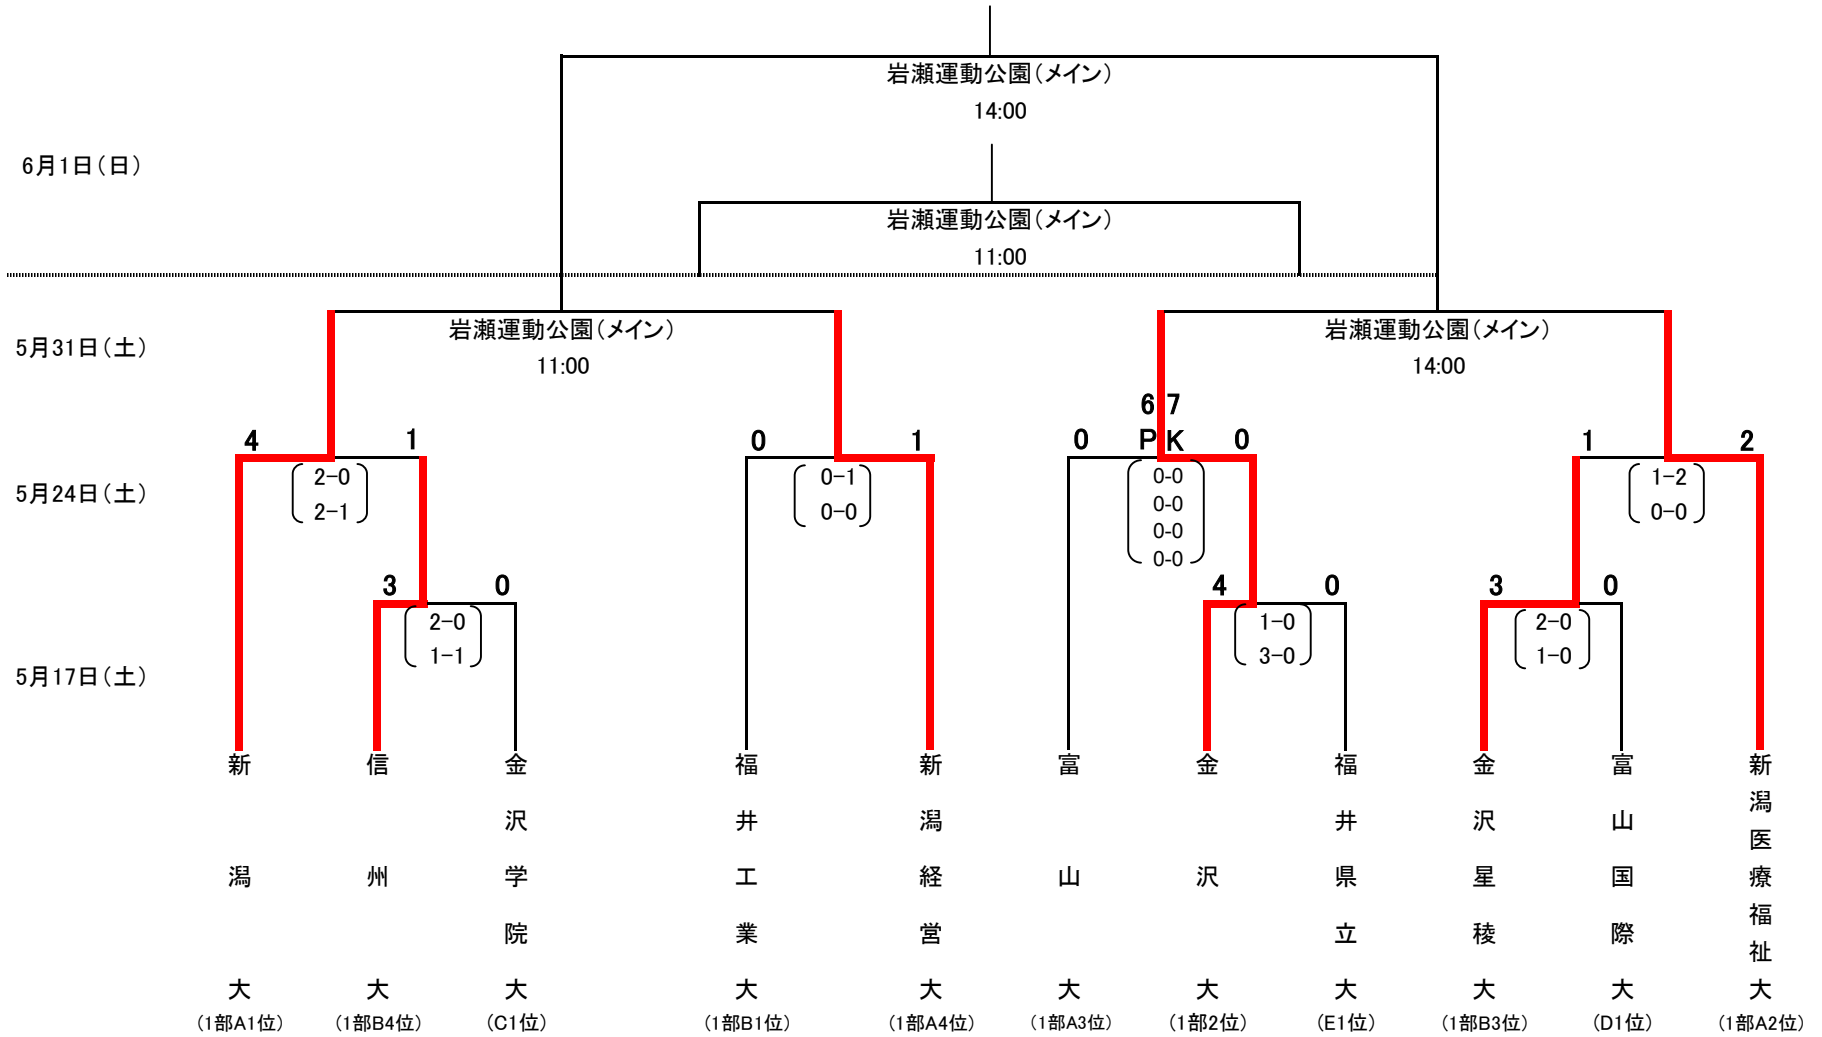 岩瀬運動公園(メイン)
14:00
6月1日(日)
岩瀬運動公園(メイン)
11:00
5月31日(土)
岩瀬運動公園(メイン)
11:00
岩瀬運動公園(メイン)
14:00
6 7
4 1 0 1 0 PK 0 1 2
5月24日(土)
2-0
2-1
0-1
0-0
0-0
0-0
0-0
0-0
1-2
0-0
3 0 4 0 3 0
5月17日(土)
2-0
1-1
1-0
3-0
2-0
1-0
新潟大
信州大
金沢学院大
福井工業大
新潟経営大
富山大
金沢大
福井県立大
金沢星稜大
富山国際大
新潟医療福祉大
(1部A1位) (1部B4位) (C1位) (1部B1位) (1部A4位) (1部A3位) (1部2位) (E1位) (1部B3位) (D1位) (1部A2位)